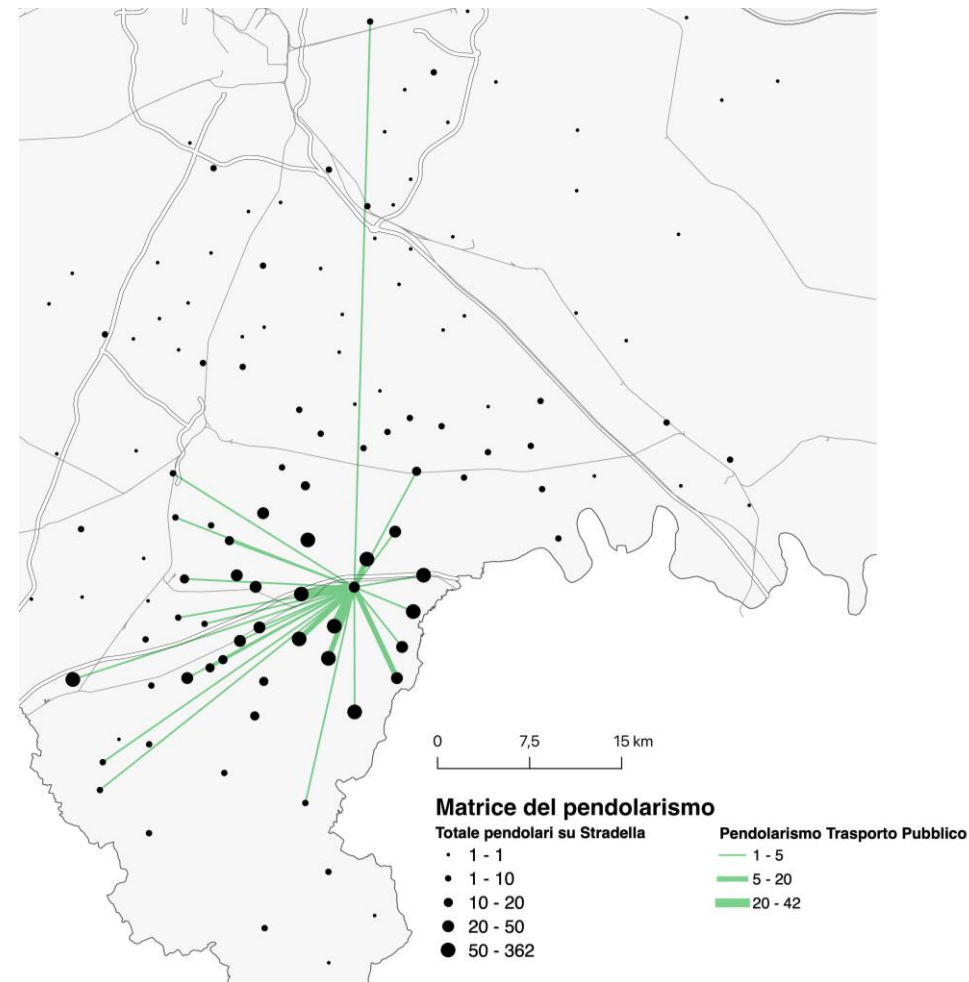 0 7,5 15 km
Matrice del pendolarismo
Totale pendolari su Stradella
1 - 1
1 - 10
10 - 20
20 - 50
50 - 362
Pendolarismo Trasporto Pubblico
1 - 5
5 - 20
20 - 42